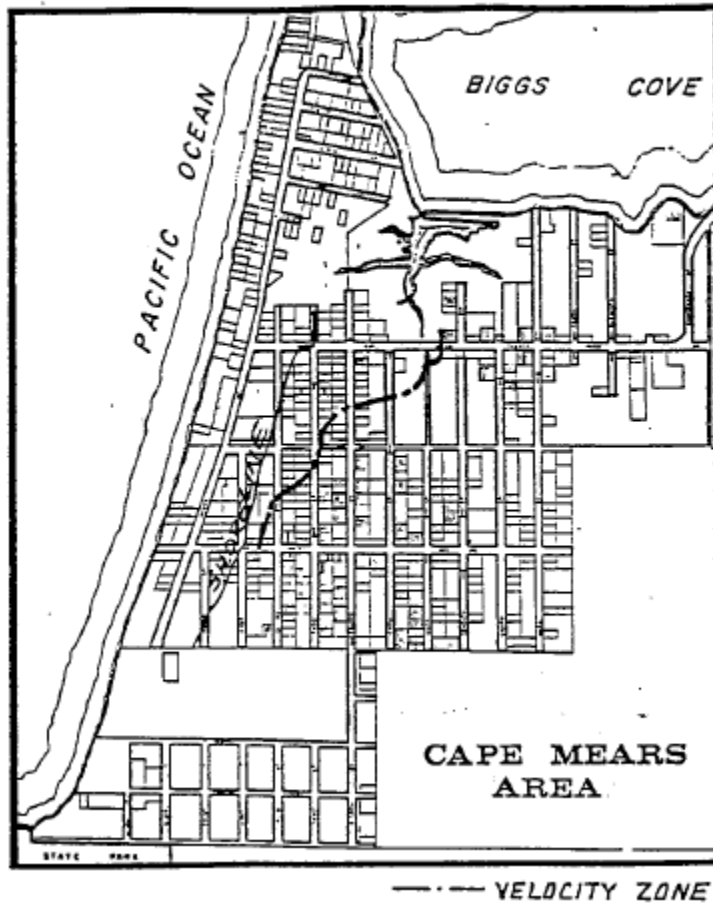 BIGGS COVE
PACIFIC OCEAN
SHORELINE
CAPE MEARS
AREA
STATE PARK
VELOCITY ZONE